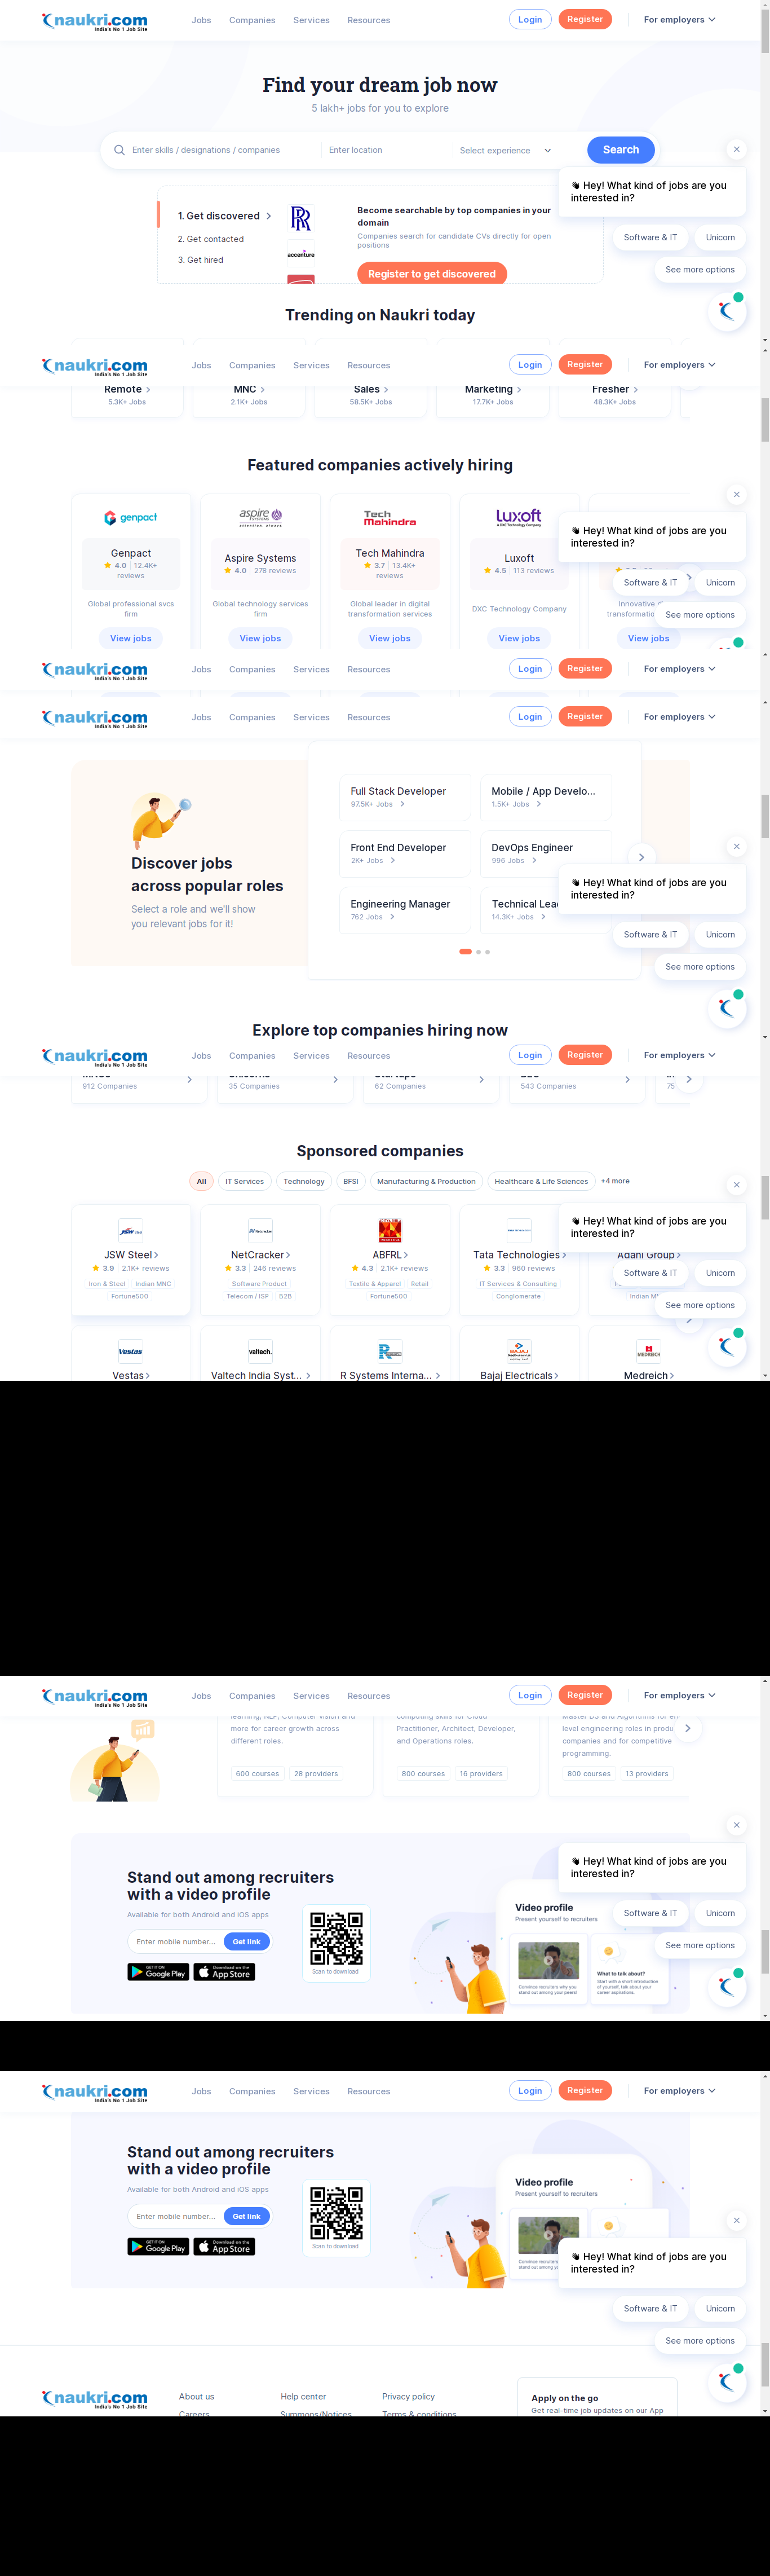 naukri.com
India's No 1 Job Site
Jobs Companies Services Resources Login Register For employers
Find your dream job now
5 lakh+ jobs for you to explore
Enter skills / designations / companies Enter location Select experience Search
👋 Hey! What kind of jobs are you
interested in?
Software & IT Unicorn
See more options
1. Get discovered
2. Get contacted
3. Get hired
accenture
Become searchable by top companies in your
domain
Companies search for candidate CVs directly for open
positions
Register to get discovered
Trending on Naukri today
naukri.com
India's No 1 Job Site
Jobs Companies Services Resources Login Register For employers
Remote MNC Sales Marketing Fresher
5.3K+ Jobs 2.1K+ Jobs 58.5K+ Jobs 17.7K+ Jobs 48.3K+ Jobs
Featured companies actively hiring
genpact
aspire
SYSTEMS
attention. always.
Tech
Mahindra
Luxoft
A DXC Technology Company
Genpact
4.0 12.4K+
reviews
Global professional svcs
firm
View jobs
Aspire Systems
4.0 278 reviews
Global technology services
firm
View jobs
Tech Mahindra
3.7 13.4K+
reviews
Global leader in digital
transformation services
View jobs
Luxoft
4.5 113 reviews
DXC Technology Company
View jobs
Innovative
View jobs
👋 Hey! What kind of jobs are you
interested in?
Software & IT Unicorn
See more options
naukri.com
India's No 1 Job Site
Jobs Companies Services Resources Login Register For employers
naukri.com
India's No 1 Job Site
Jobs Companies Services Resources Login Register For employers
Discover jobs
across popular roles
Select a role and we'll show
you relevant jobs for it!
Full Stack Developer
97.5K+ Jobs
Mobile / App Develo...
1.5K+ Jobs
Front End Developer
2K+ Jobs
DevOps Engineer
996 Jobs
Engineering Manager
762 Jobs
Technical Lea
14.3K+ Jobs
👋 Hey! What kind of jobs are you
interested in?
Software & IT Unicorn
See more options
Explore top companies hiring now
naukri.com
India's No 1 Job Site
Jobs Companies Services Resources Login Register For employers
912 Companies 35 Companies 62 Companies 543 Companies 75
Sponsored companies
All IT Services Technology BFSI Manufacturing & Production Healthcare & Life Sciences +4 more
JSW Steel
3.9 2.1K+ reviews
Iron & Steel Indian MNC
Fortune500
NetCracker
3.3 246 reviews
Software Product
Telecom / ISP B2B
ABFRL
4.3 2.1K+ reviews
Textile & Apparel Retail
Fortune500
Tata Technologies
3.3 960 reviews
IT Services & Consulting
Conglomerate
Adani Group
Indian
👋 Hey! What kind of jobs are you
interested in?
Software & IT Unicorn
See more options
Vestas
valtech.
BAJAJ
MEDREICH
Vestas Valtech India Syst... R Systems Interna... Bajaj Electricals Medreich
naukri.com
India's No 1 Job Site
Jobs Companies Services Resources Login Register For employers
learning, NLP, Computer vision and
more for career growth across
different roles.
600 courses 28 providers
computing skills for Cloud
Practitioner, Architect, Developer,
and Operations roles.
800 courses 16 providers
Master DS and Algorithms for en
level engineering roles in produ
companies and for competitive
programming.
800 courses 13 providers
Stand out among recruiters
with a video profile
Available for both Android and iOS apps
Enter mobile number... Get link
GET IT ON
Google Play
Download on the
App Store
Scan to download
Video profile
Present yourself to recruiters
Convince recruiters why you
stand out among your peers!
What to talk about?
Start with a short introduction
of yourself, talk about your
career aspirations.
👋 Hey! What kind of jobs are you
interested in?
Software & IT Unicorn
See more options
naukri.com
India's No 1 Job Site
Jobs Companies Services Resources Login Register For employers
Stand out among recruiters
with a video profile
Available for both Android and iOS apps
Enter mobile number... Get link
GET IT ON
Google Play
Download on the
App Store
Scan to download
Video profile
Present yourself to recruiters
👋 Hey! What kind of jobs are you
interested in?
Software & IT Unicorn
See more options
naukri.com
India's No 1 Job Site
About us Help center Privacy policy
Careers Summons/Notices Terms & conditions
Apply on the go
Get real-time job updates on our App